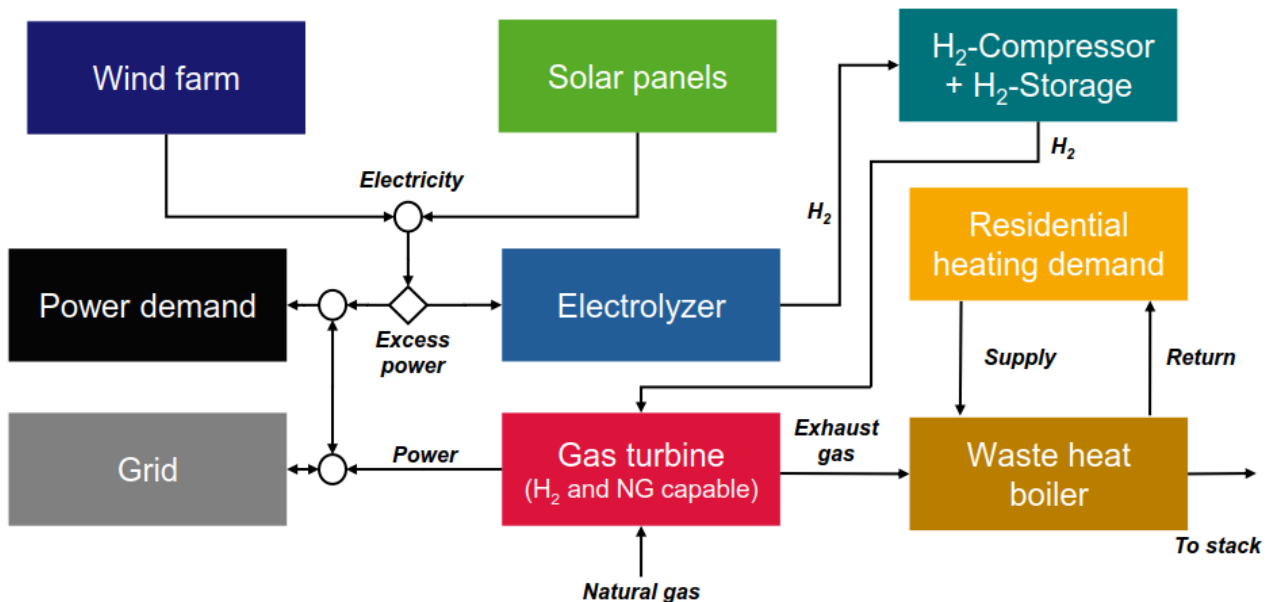 Wind farm
Solar panels
H₂-Compressor
+ H₂-Storage
Electricity
H₂
H₂
Residential
heating demand
Power demand
Electrolyzer
Excess
power
Supply
Return
Grid
Power
Gas turbine
(H₂ and NG capable)
Exhaust
gas
Waste heat
boiler
To stack
Natural gas